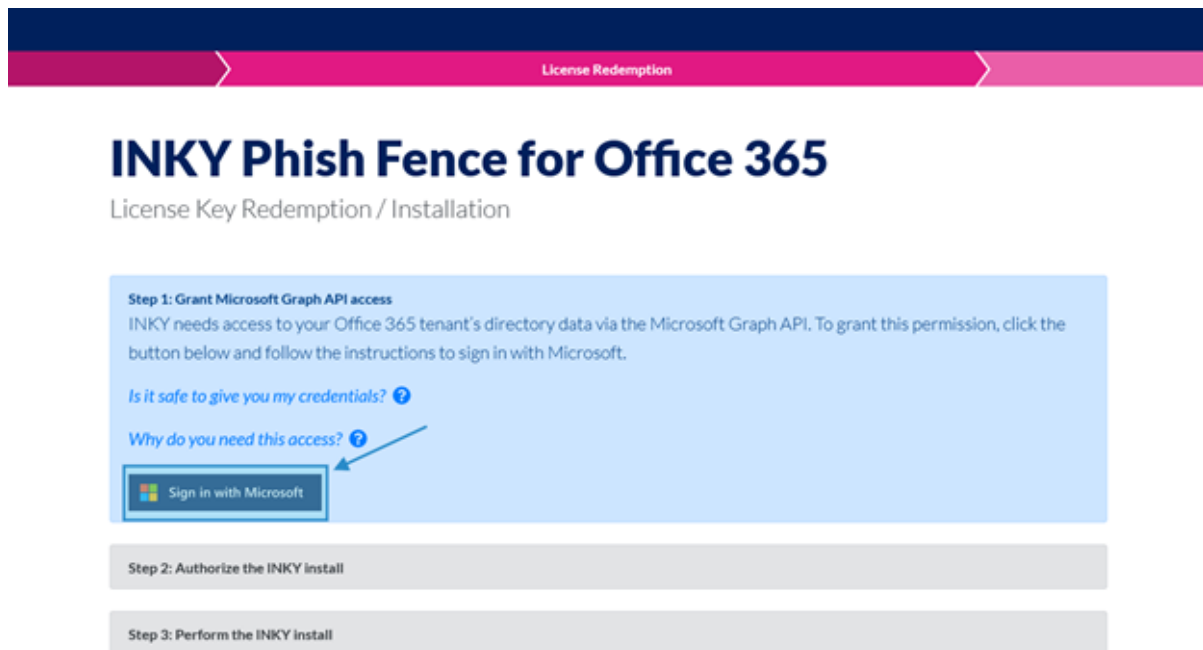 License Redemption
INKY Phish Fence for Office 365
License Key Redemption / Installation
Step 1: Grant Microsoft Graph API access
INKY needs access to your Office 365 tenant's directory data via the Microsoft Graph API. To grant this permission, click the
button below and follow the instructions to sign in with Microsoft.
Is it safe to give you my credentials? ?
Why do you need this access? ?
Sign in with Microsoft
Step 2: Authorize the INKY install
Step 3: Perform the INKY install